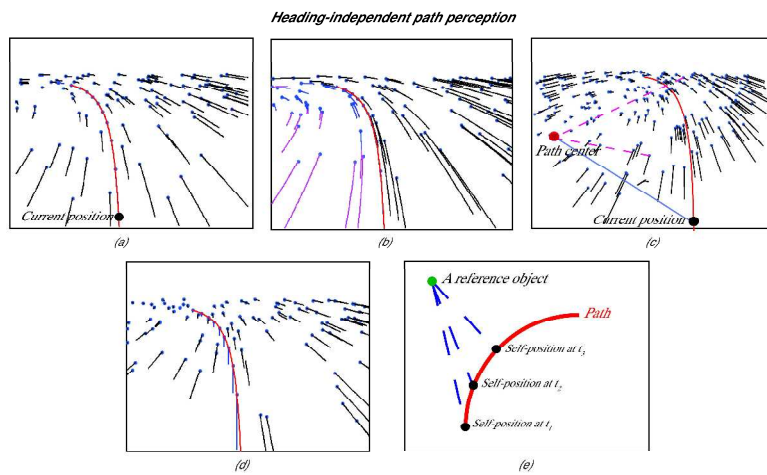 Heading-independent path perception
Current position
(a)
(b)
Path center
Current position
(c)
(d)
A reference object
Path
Self-position at t3
Self-position at t2
Self-position at t1
(e)